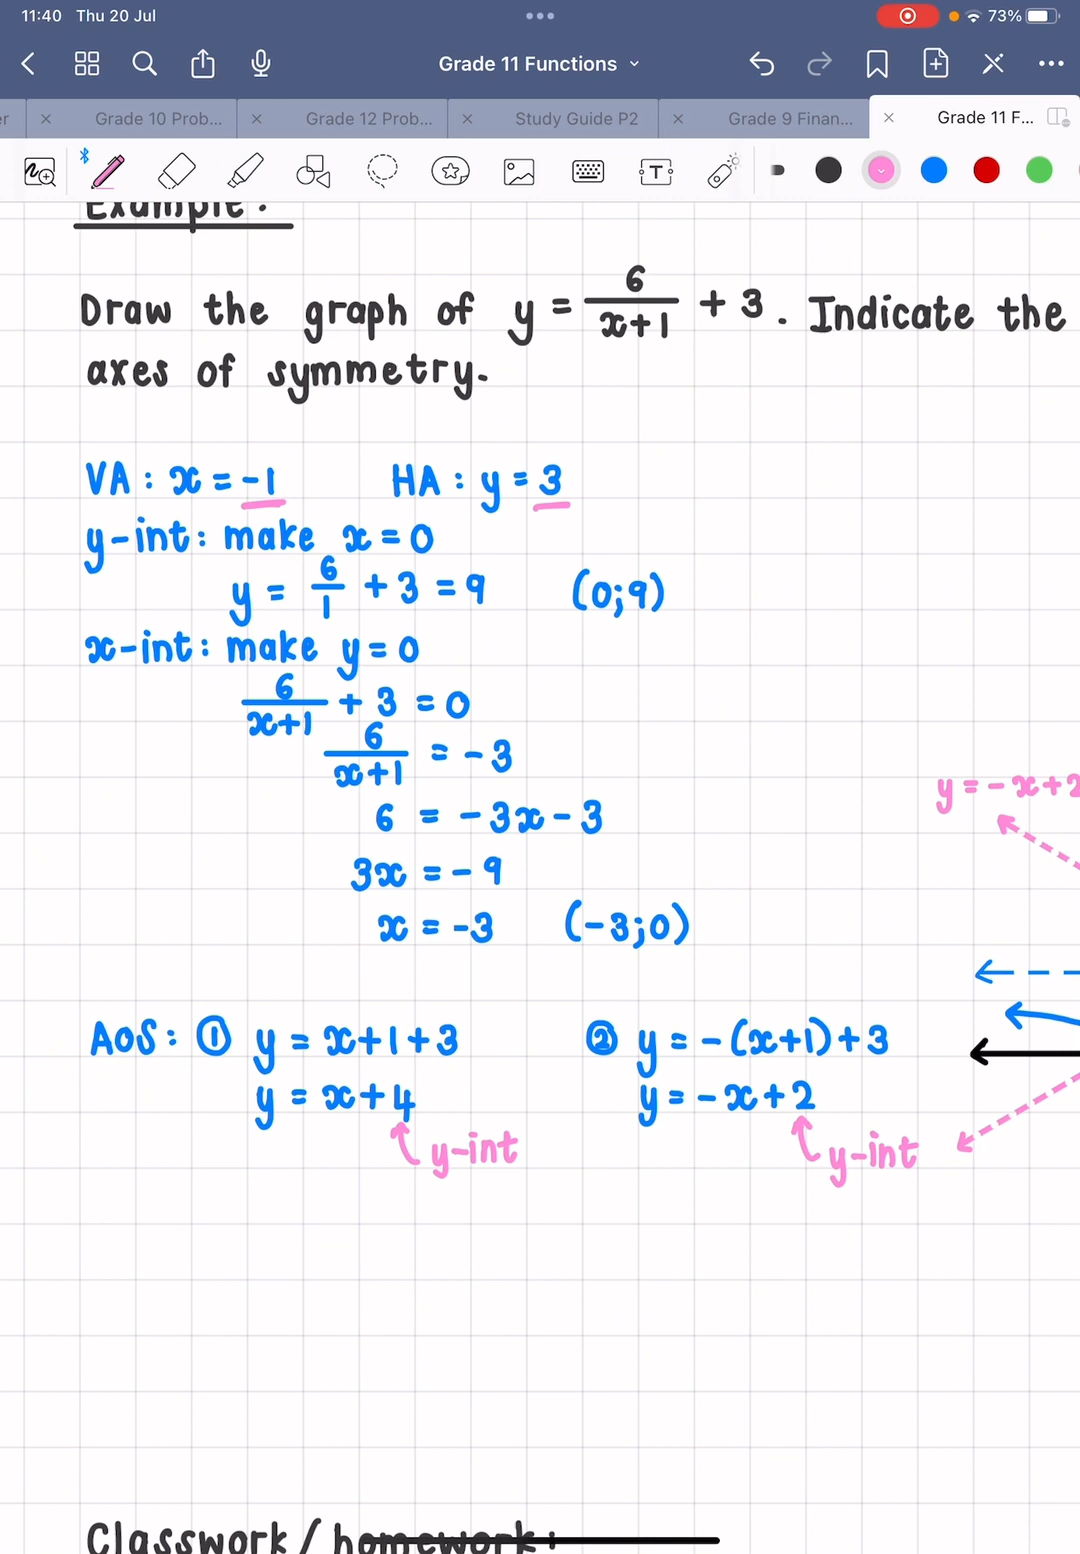 11:40 Thu 20 Jul
73%
Grade 11 Functions
er
Grade 10 Prob...
Grade 12 Prob...
Study Guide P2
Grade 9 Finan...
Grade 11 F...
Example:
Draw the graph of y = 6/(x+1) + 3. Indicate the
axes of symmetry.
VA : x = -1 HA : y = 3
y-int: make x = 0
y = 6/1 + 3 = 9 (0;9)
x-int: make y = 0
6/(x+1) + 3 = 0
6/(x+1) = -3
6 = -3x - 3
3x = -9
x = -3 (-3;0)
y = -x+2
AOS: ① y = x+1+3 ② y = -(x+1)+3
y = x+4 y = -x+2
y-int y-int
Classwork / homework: